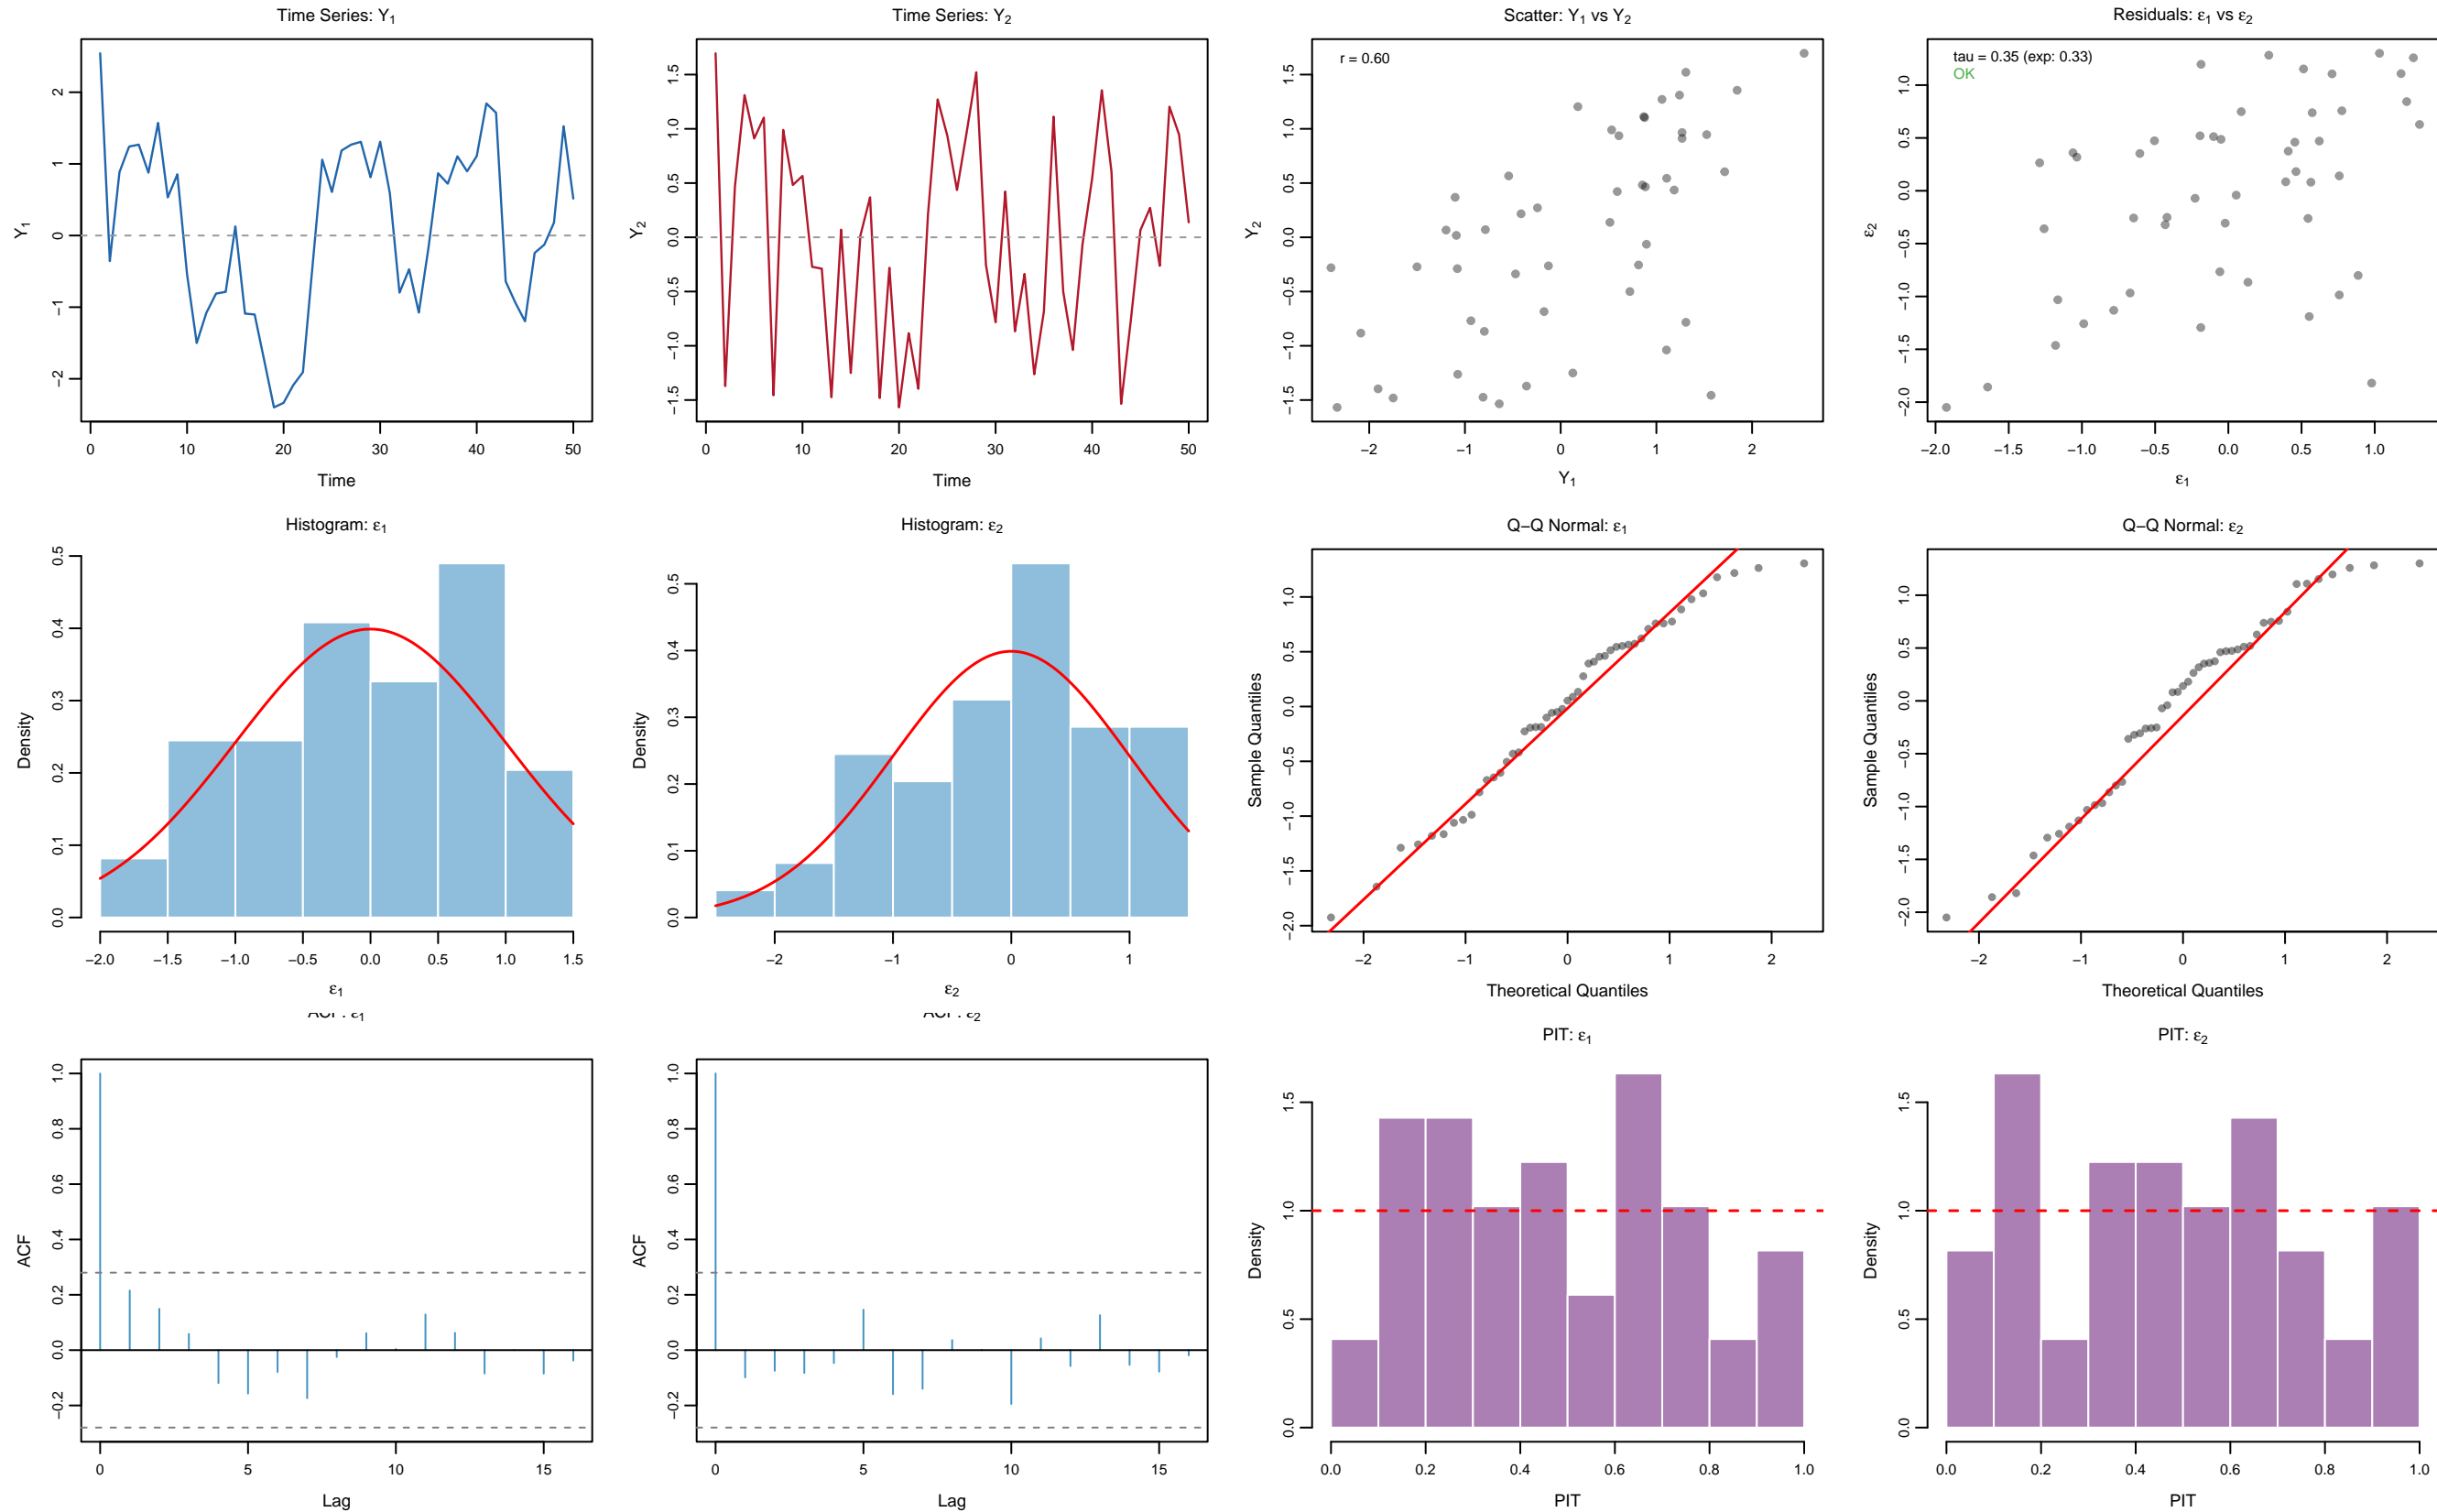 Time Series: Y₁
Y₁
2
1
0
−1
−2
0 10 20 30 40 50
Time
Time Series: Y₂
Y₂
1.5
1.0
0.5
0.0
−0.5
−1.0
−1.5
0 10 20 30 40 50
Time
Scatter: Y₁ vs Y₂
r = 0.60
Y₂
1.5
1.0
0.5
0.0
−0.5
−1.0
−1.5
−2 −1 0 1 2
Y₁
Residuals: ε₁ vs ε₂
tau = 0.35 (exp: 0.33)
OK
ε₂
1.0
0.5
0.0
−0.5
−1.0
−1.5
−2.0
−2.0 −1.5 −1.0 −0.5 0.0 0.5 1.0
ε₁
Histogram: ε₁
Density
0.5
0.4
0.3
0.2
0.1
0.0
−2.0 −1.5 −1.0 −0.5 0.0 0.5 1.0 1.5
ε₁
Histogram: ε₂
Density
0.5
0.4
0.3
0.2
0.1
0.0
−2 −1 0 1
ε₂
Q−Q Normal: ε₁
Sample Quantiles
1.0
0.5
0.0
−0.5
−1.0
−1.5
−2.0
−2 −1 0 1 2
Theoretical Quantiles
Q−Q Normal: ε₂
Sample Quantiles
1.0
0.5
0.0
−0.5
−1.0
−1.5
−2.0
−2 −1 0 1 2
Theoretical Quantiles
ACF: ε₁
ACF
1.0
0.8
0.6
0.4
0.2
0.0
−0.2
0 5 10 15
Lag
ACF: ε₂
ACF
1.0
0.8
0.6
0.4
0.2
0.0
−0.2
0 5 10 15
Lag
PIT: ε₁
Density
1.5
1.0
0.5
0.0
0.0 0.2 0.4 0.6 0.8 1.0
PIT
PIT: ε₂
Density
1.5
1.0
0.5
0.0
0.0 0.2 0.4 0.6 0.8 1.0
PIT